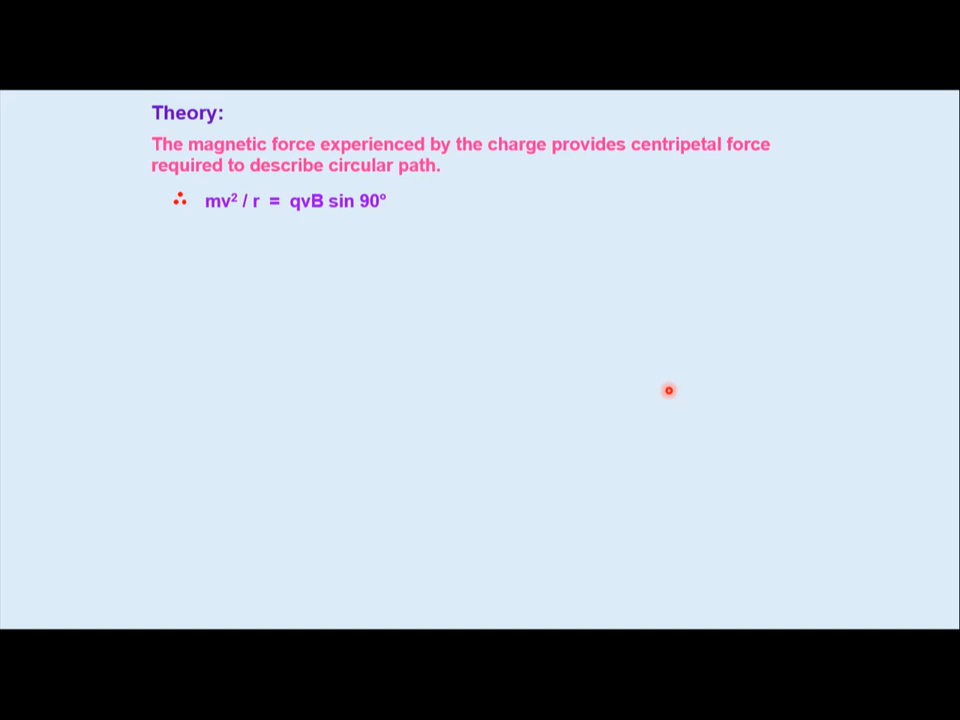 Theory:
The magnetic force experienced by the charge provides centripetal force
required to describe circular path.
∴ mv² / r = qvB sin 90º